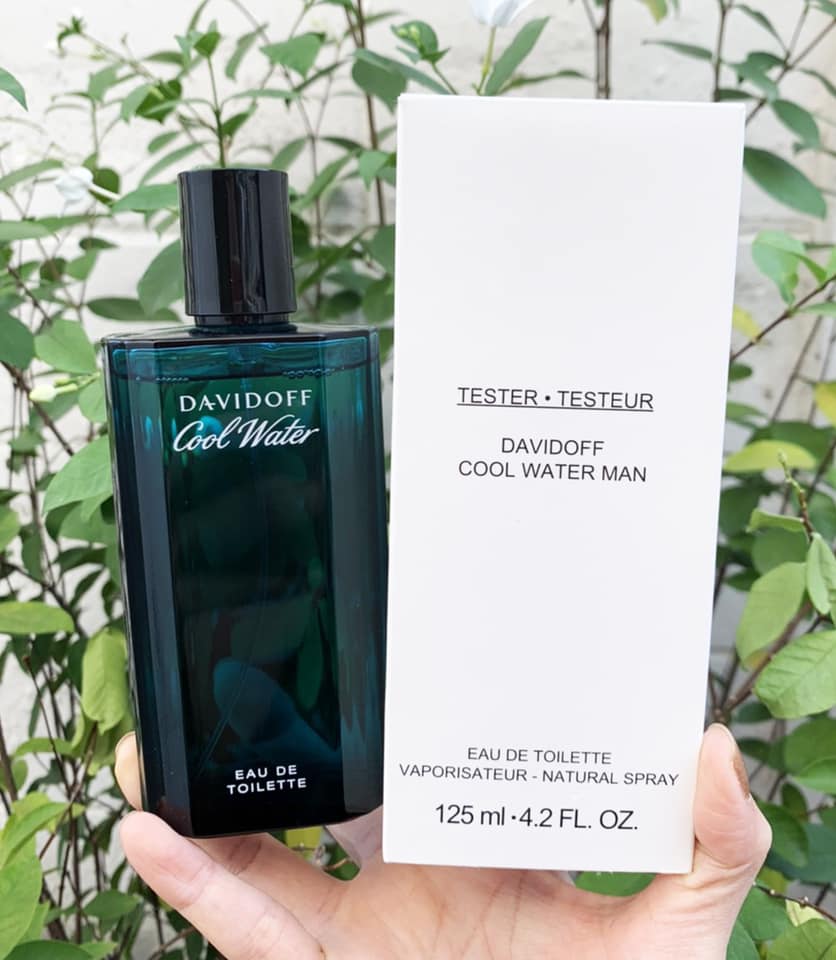 DAVIDOFF
Cool Water
EAU DE
TOILETTE
TESTER • TESTEUR
DAVIDOFF
COOL WATER MAN
EAU DE TOILETTE
VAPORISATEUR - NATURAL SPRAY
125 ml · 4.2 FL. OZ.